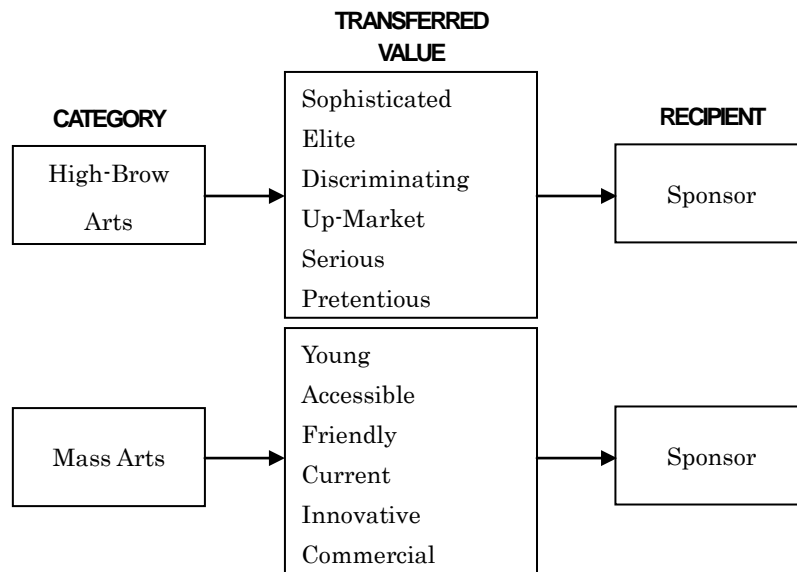 TRANSFERRED
VALUE
CATEGORY
RECIPIENT
High-Brow
Arts
Sophisticated
Elite
Discriminating
Up-Market
Serious
Pretentious
Sponsor
Mass Arts
Young
Accessible
Friendly
Current
Innovative
Commercial
Sponsor